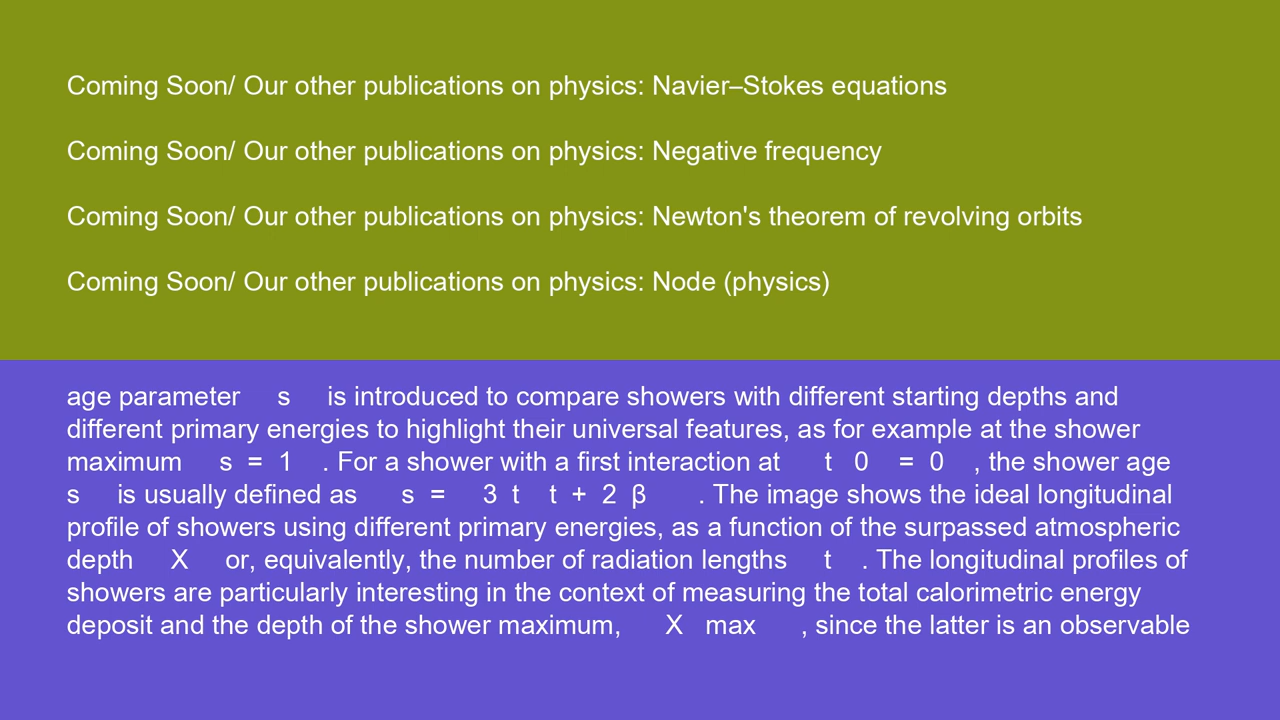 Coming Soon/ Our other publications on physics: Navier–Stokes equations
Coming Soon/ Our other publications on physics: Negative frequency
Coming Soon/ Our other publications on physics: Newton's theorem of revolving orbits
Coming Soon/ Our other publications on physics: Node (physics)
age parameter s is introduced to compare showers with different starting depths and
different primary energies to highlight their universal features, as for example at the shower
maximum s = 1 . For a shower with a first interaction at t 0 = 0 , the shower age
s is usually defined as s = 3 t t + 2 β . The image shows the ideal longitudinal
profile of showers using different primary energies, as a function of the surpassed atmospheric
depth X or, equivalently, the number of radiation lengths t . The longitudinal profiles of
showers are particularly interesting in the context of measuring the total calorimetric energy
deposit and the depth of the shower maximum, X max , since the latter is an observable